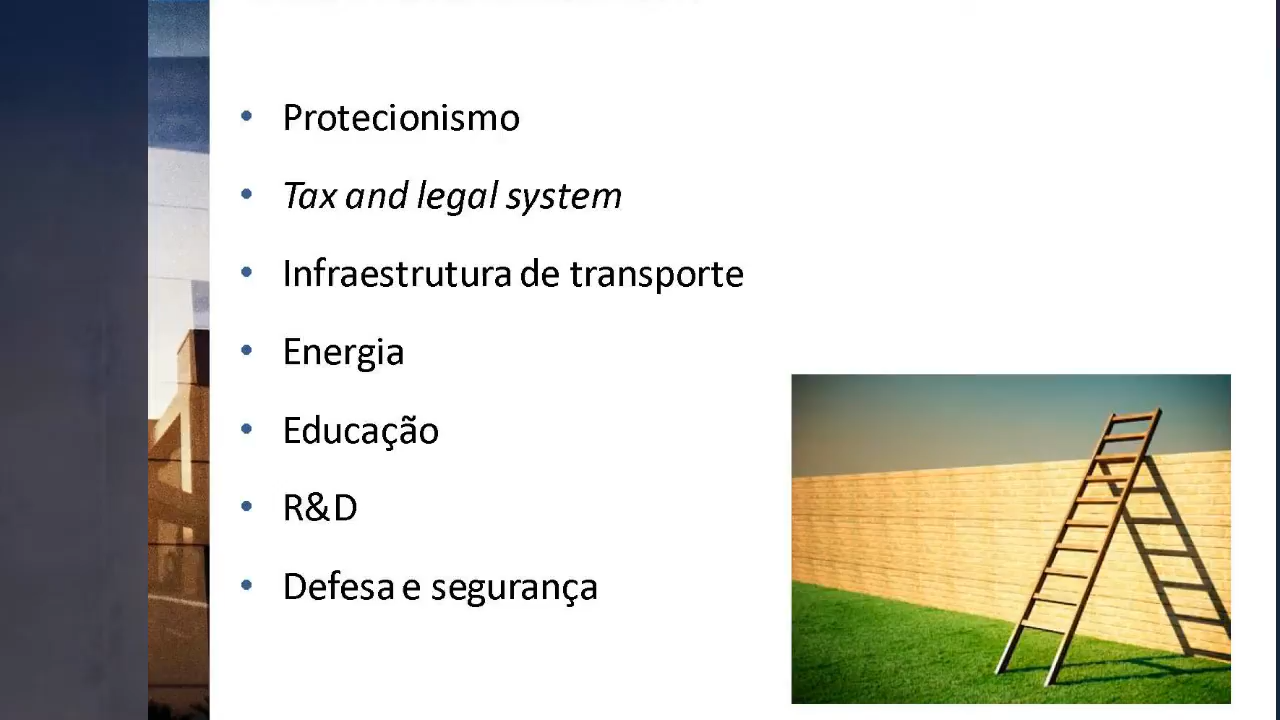 Protecionismo
Tax and legal system
Infraestrutura de transporte
Energia
Educação
R&D
Defesa e segurança